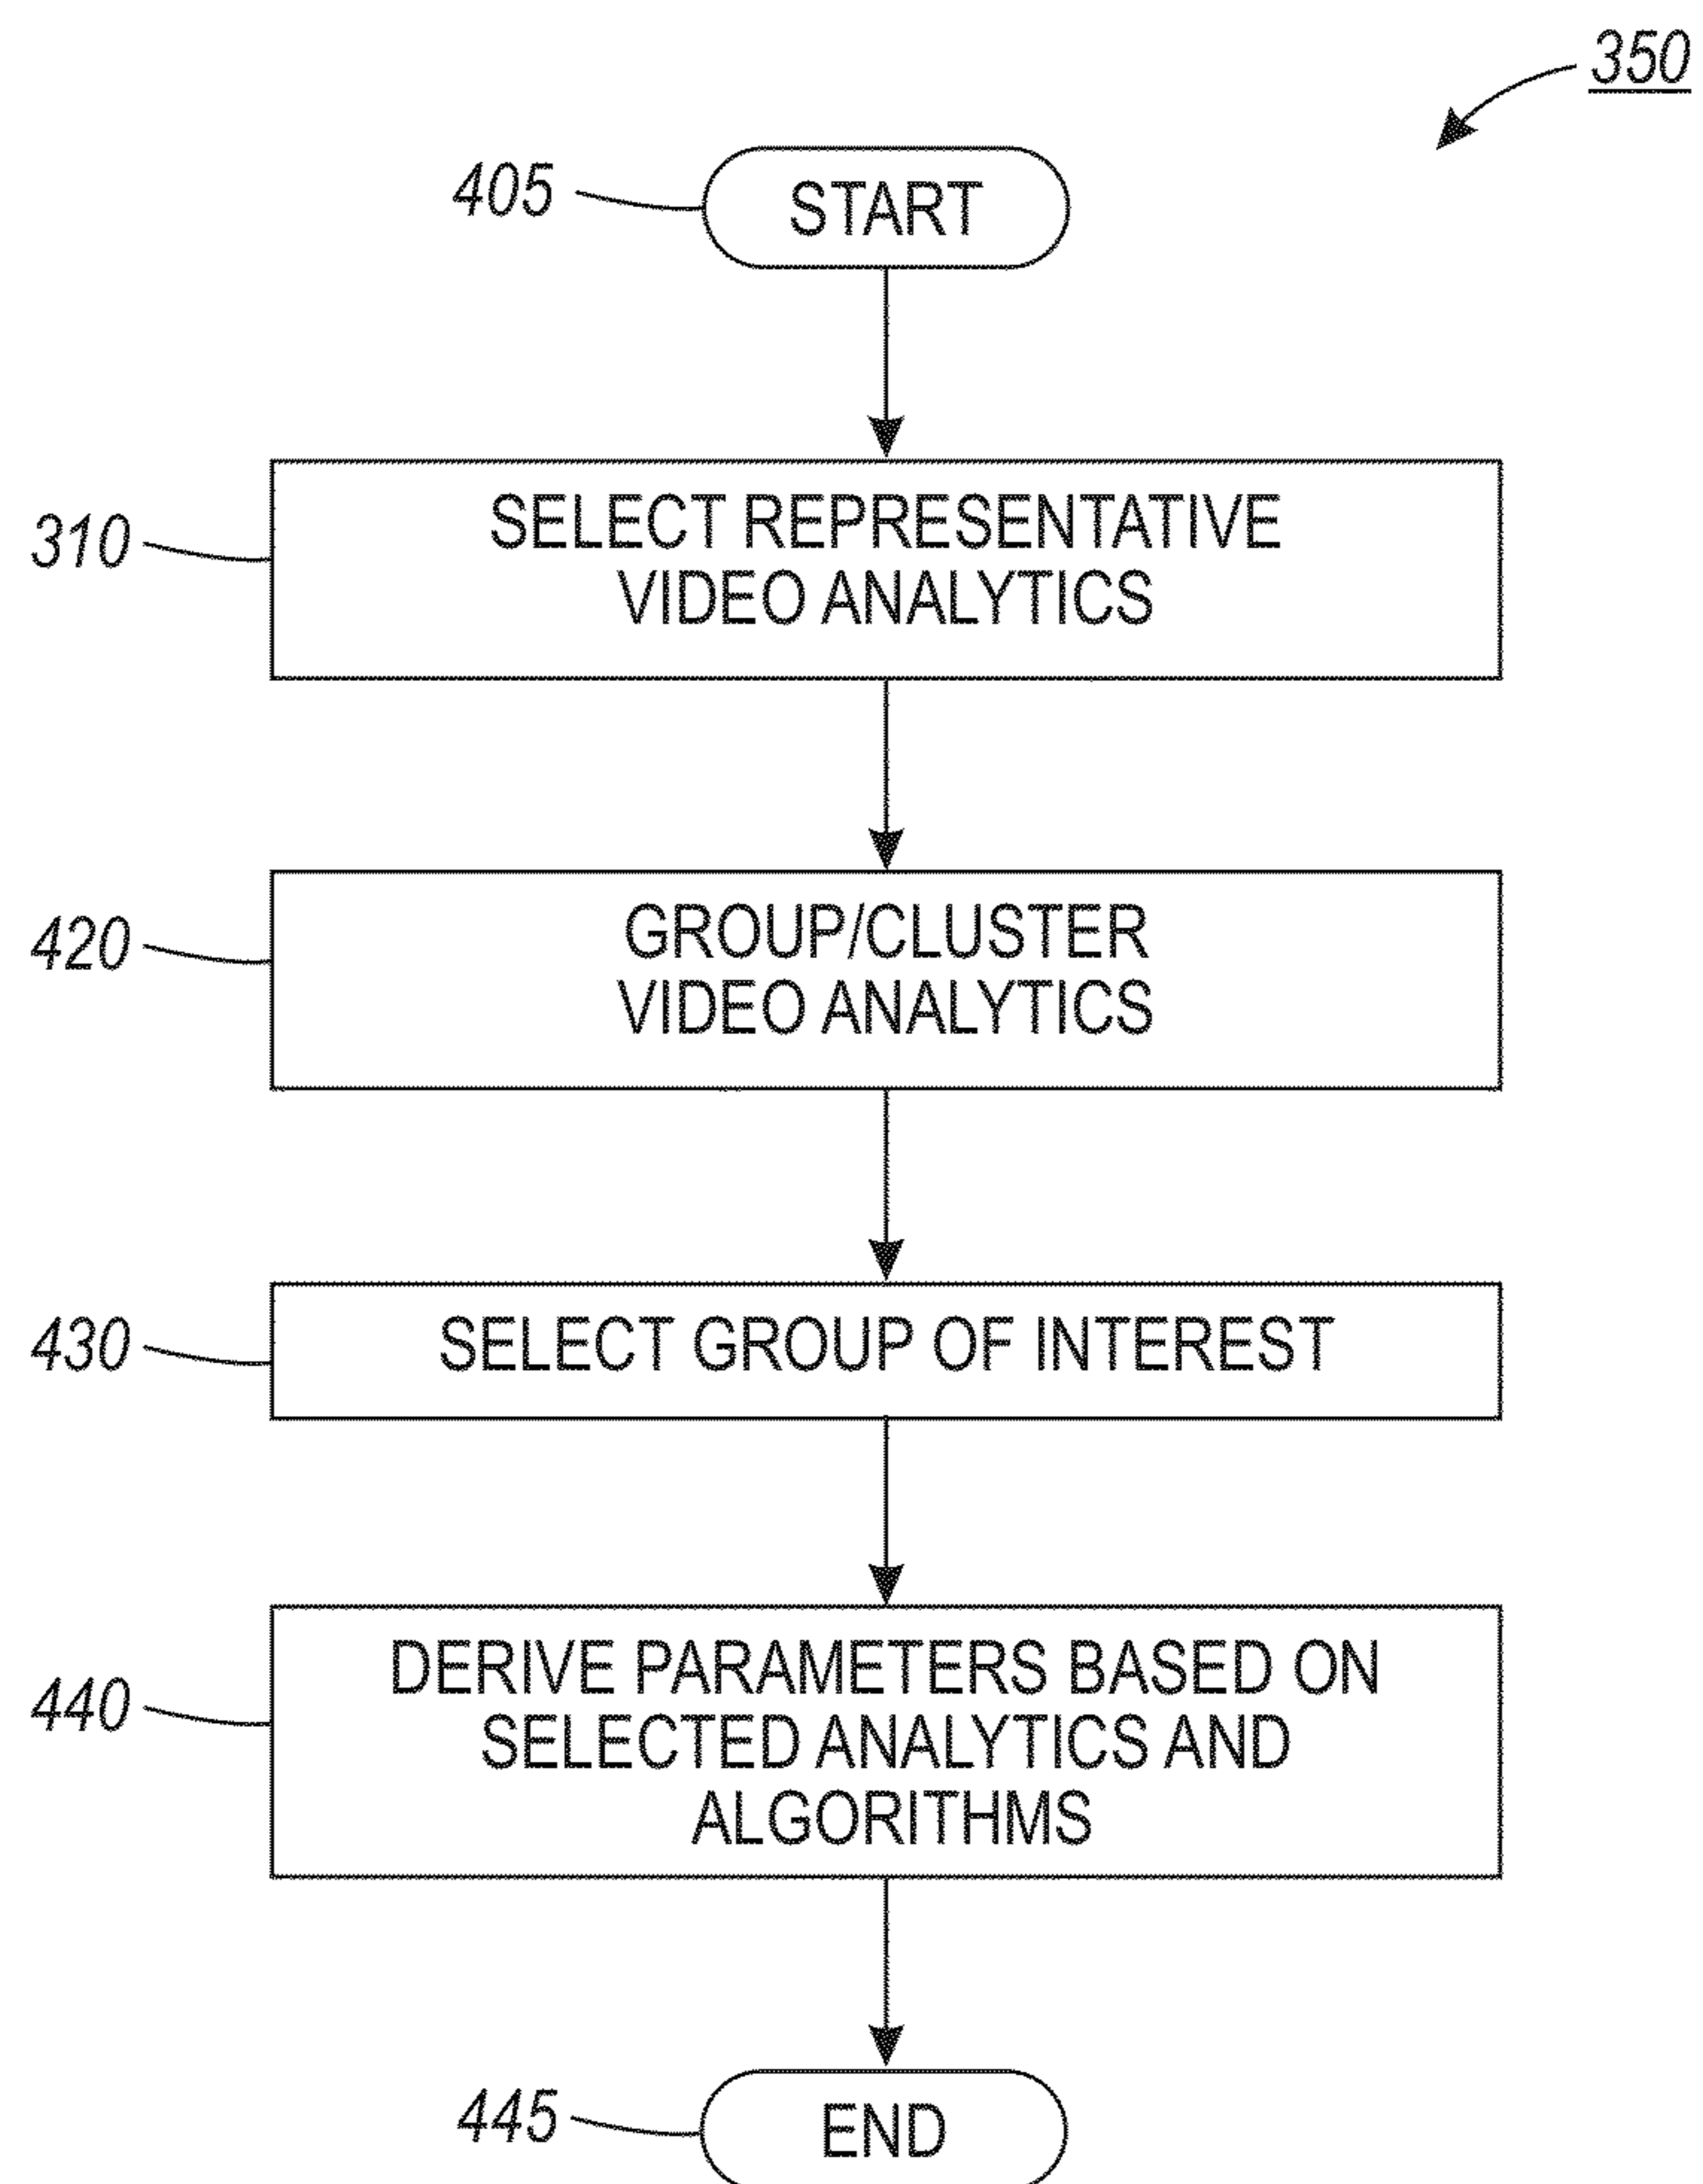 350
405
START
310
SELECT REPRESENTATIVE
VIDEO ANALYTICS
420
GROUP/CLUSTER
VIDEO ANALYTICS
430
SELECT GROUP OF INTEREST
440
DERIVE PARAMETERS BASED ON
SELECTED ANALYTICS AND
ALGORITHMS
445
END